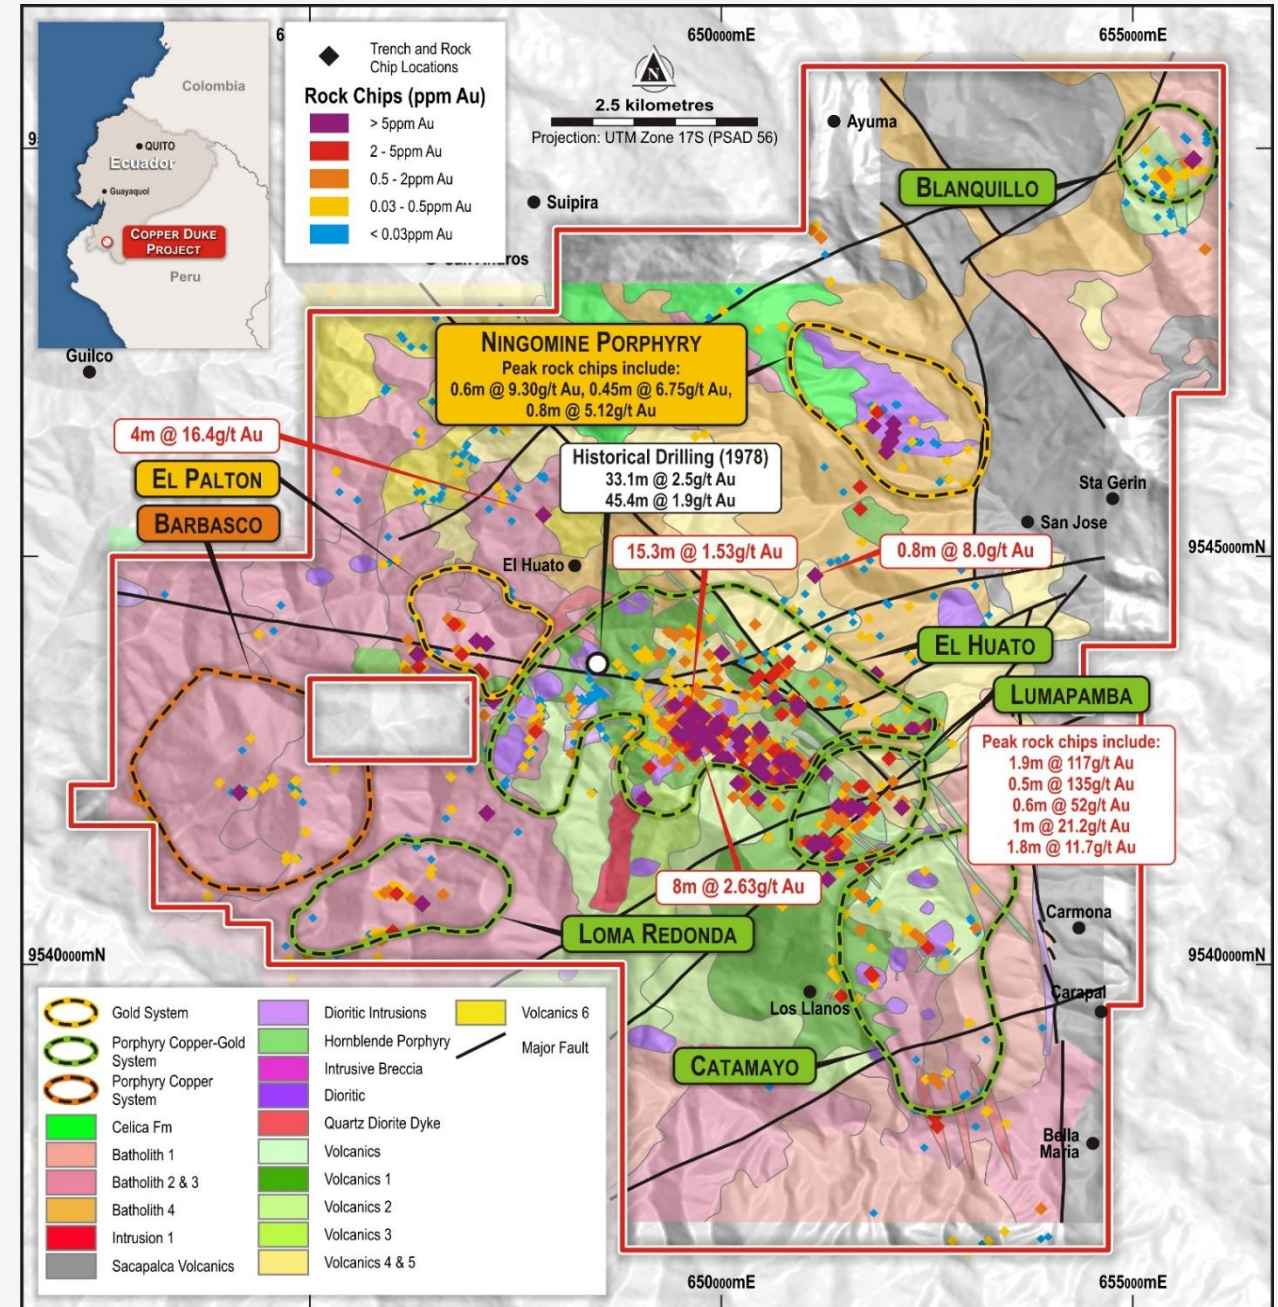 650000mE
655000mE
Colombia
QUITO
Ecuador
Guayaquol
COPPER DUKE
PROJECT
Peru
Trench and Rock
Chip Locations
Rock Chips (ppm Au)
> 5ppm Au
2 - 5ppm Au
0.5 - 2ppm Au
0.03 - 0.5ppm Au
< 0.03ppm Au
N
2.5 kilometres
Projection: UTM Zone 17S (PSAD 56)
Ayuma
BLANQUILLO
Suipira
Guilco
NINGOMINE PORPHYRY
Peak rock chips include:
0.6m @ 9.30g/t Au, 0.45m @ 6.75g/t Au,
0.8m @ 5.12g/t Au
4m @ 16.4g/t Au
Historical Drilling (1978)
33.1m @ 2.5g/t Au
45.4m @ 1.9g/t Au
EL PALTON
BARBASCO
Sta Gerin
San Jose
15.3m @ 1.53g/t Au
0.8m @ 8.0g/t Au
9545000mN
El Huato
EL HUATO
LUMAPAMBA
Peak rock chips include:
1.9m @ 117g/t Au
0.5m @ 135g/t Au
0.6m @ 52g/t Au
1m @ 21.2g/t Au
1.8m @ 11.7g/t Au
8m @ 2.63g/t Au
LOMA REDONDA
Carmona
9540000mN
9540000mN
Carapal
Los Llanos
CATAMAYO
Bella
Maria
Gold System
Porphyry Copper-Gold
System
Porphyry Copper
System
Celica Fm
Batholith 1
Batholith 2 & 3
Batholith 4
Intrusion 1
Sacapalca Volcanics
Dioritic Intrusions
Hornblende Porphyry
Intrusive Breccia
Dioritic
Quartz Diorite Dyke
Volcanics
Volcanics 1
Volcanics 2
Volcanics 3
Volcanics 4 & 5
Volcanics 6
Major Fault
650000mE
655000mE